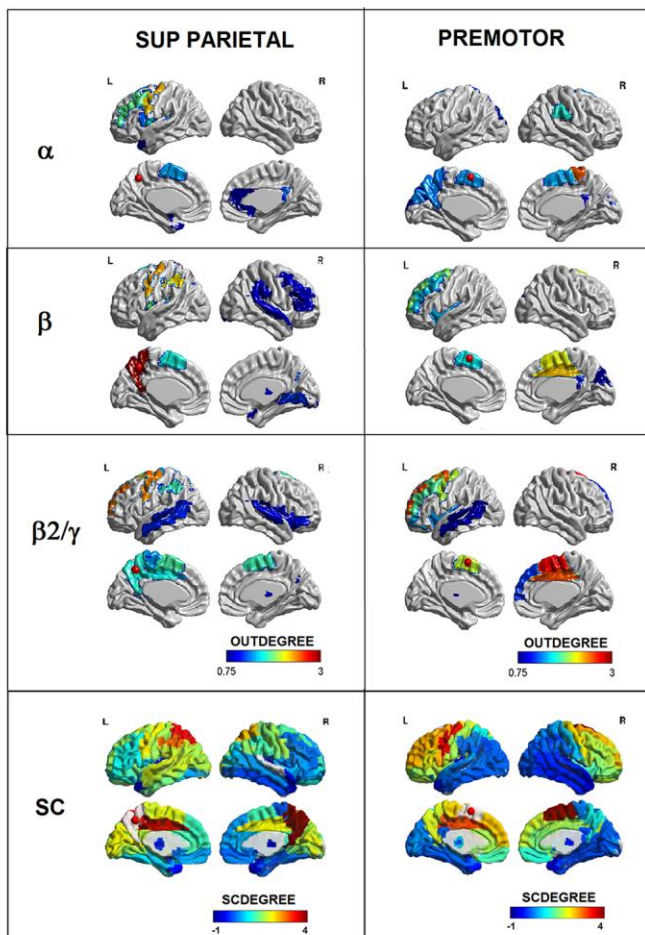 SUP PARIETAL
PREMOTOR
L R
L R
α
L R
L R
β
L R
L R
β2/γ
OUTDEGREE
0.75 3
OUTDEGREE
0.75 3
L R
L R
SC
SCDEGREE
-1 4
SCDEGREE
-1 4